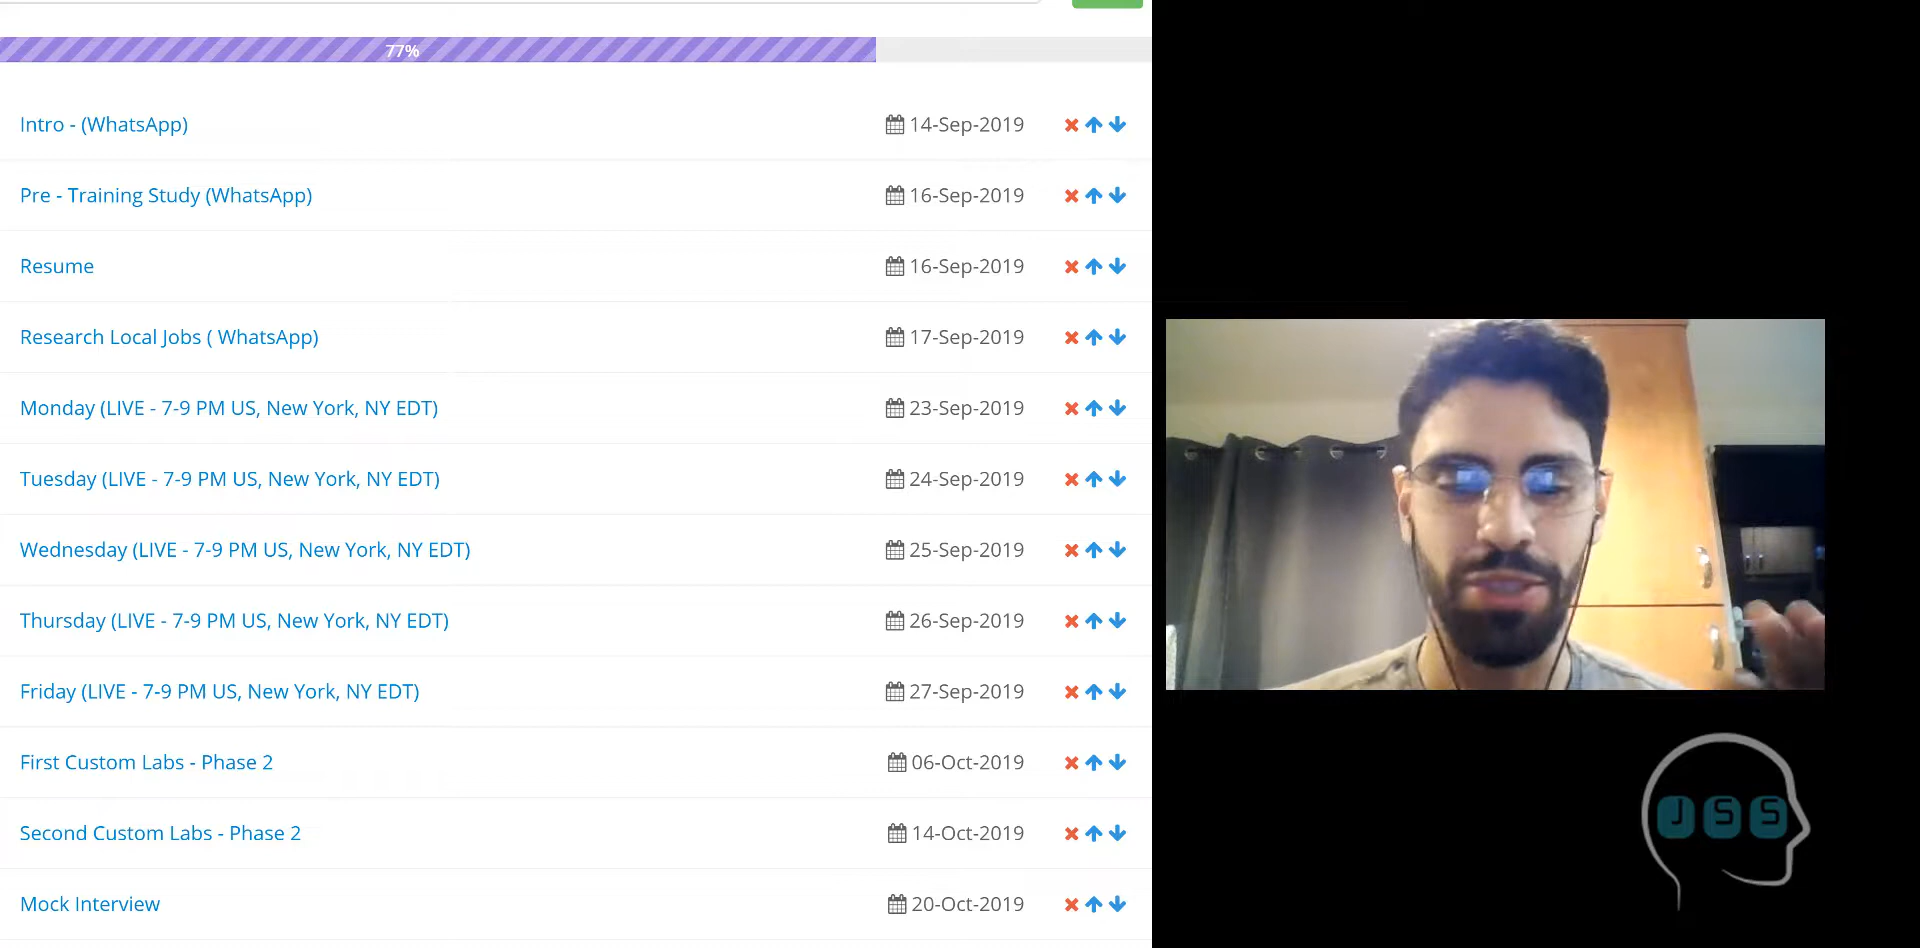 77%
Intro - (WhatsApp) 14-Sep-2019
Pre - Training Study (WhatsApp) 16-Sep-2019
Resume 16-Sep-2019
Research Local Jobs ( WhatsApp) 17-Sep-2019
Monday (LIVE - 7-9 PM US, New York, NY EDT) 23-Sep-2019
Tuesday (LIVE - 7-9 PM US, New York, NY EDT) 24-Sep-2019
Wednesday (LIVE - 7-9 PM US, New York, NY EDT) 25-Sep-2019
Thursday (LIVE - 7-9 PM US, New York, NY EDT) 26-Sep-2019
Friday (LIVE - 7-9 PM US, New York, NY EDT) 27-Sep-2019
First Custom Labs - Phase 2 06-Oct-2019
Second Custom Labs - Phase 2 14-Oct-2019
Mock Interview 20-Oct-2019
JSS